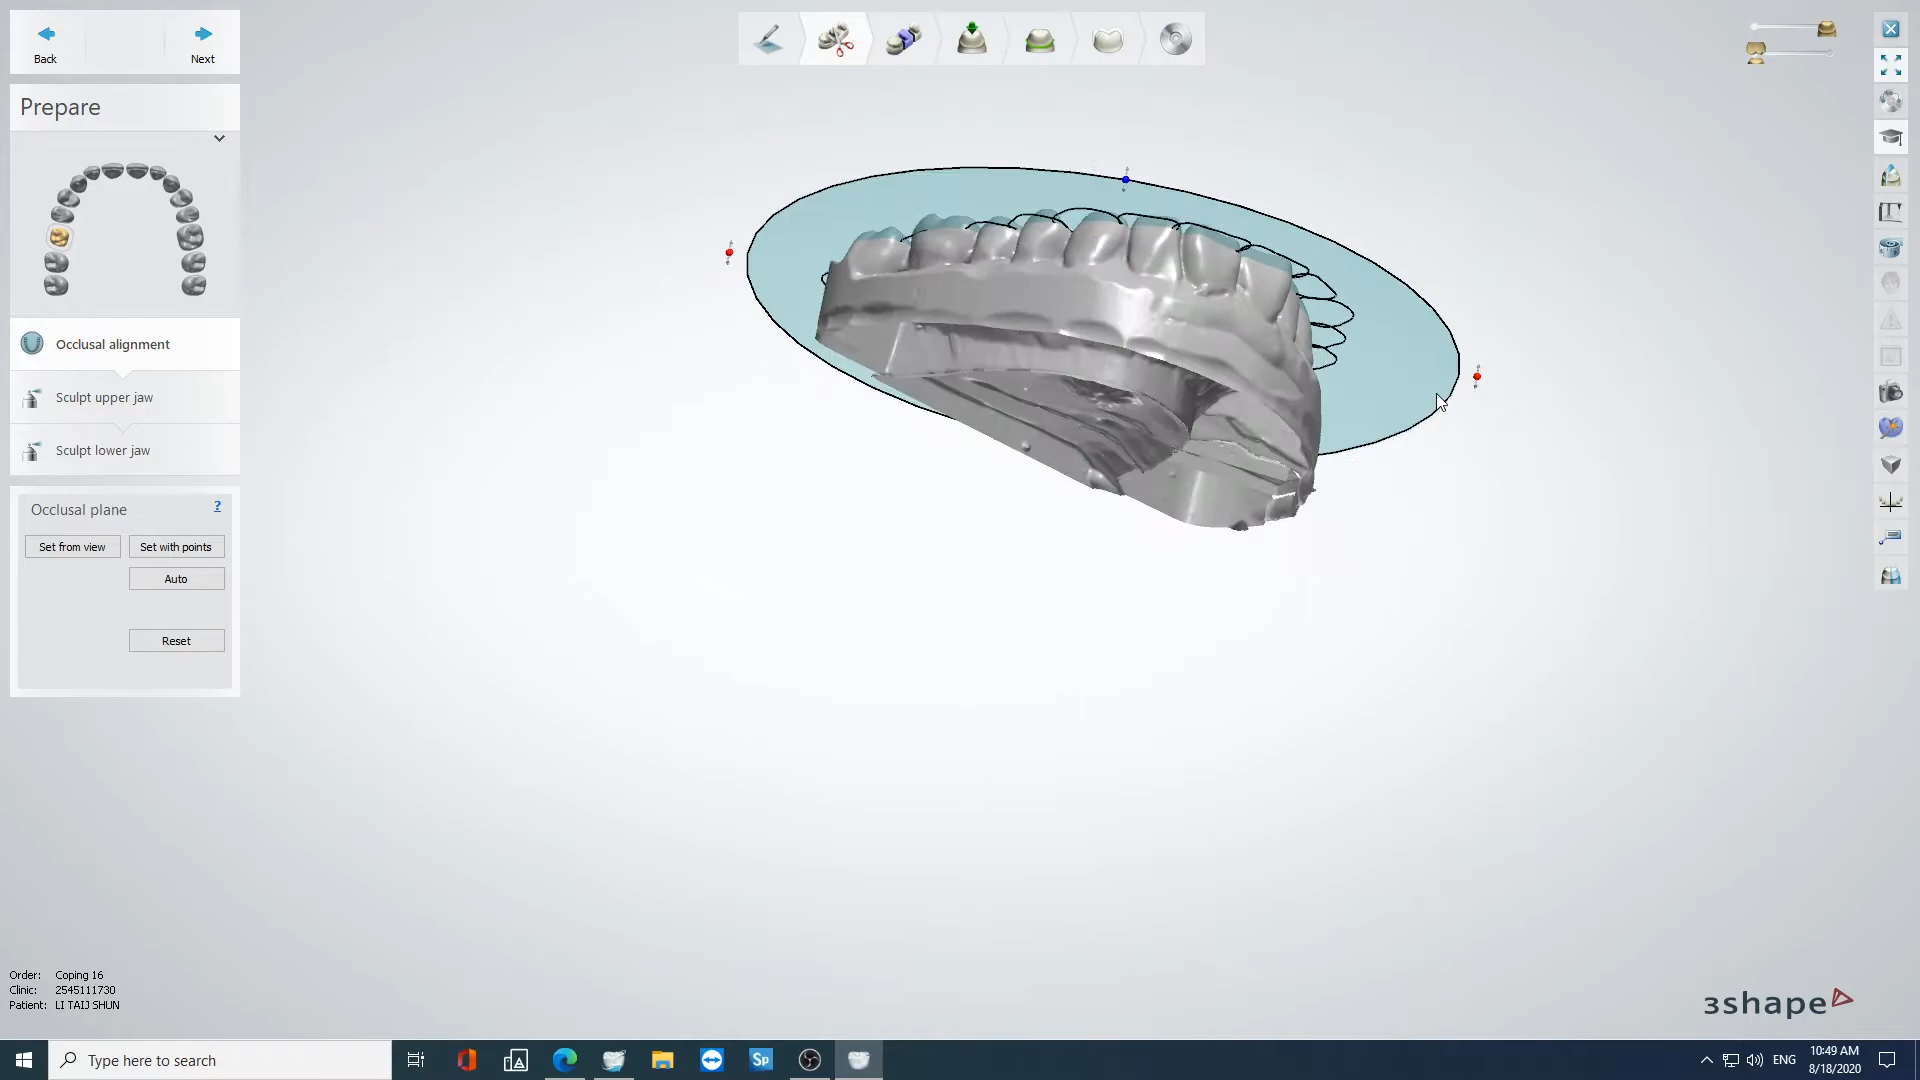 Back
Next
Prepare
Occlusal alignment
Sculpt upper jaw
Sculpt lower jaw
Occlusal plane
?
Set from view
Set with points
Auto
Reset
Order: Coping 16
Clinic: 2545111730
Patient: LI TAIJ SHUN
3shape
Type here to search
Sp
ENG
10:49 AM
8/18/2020